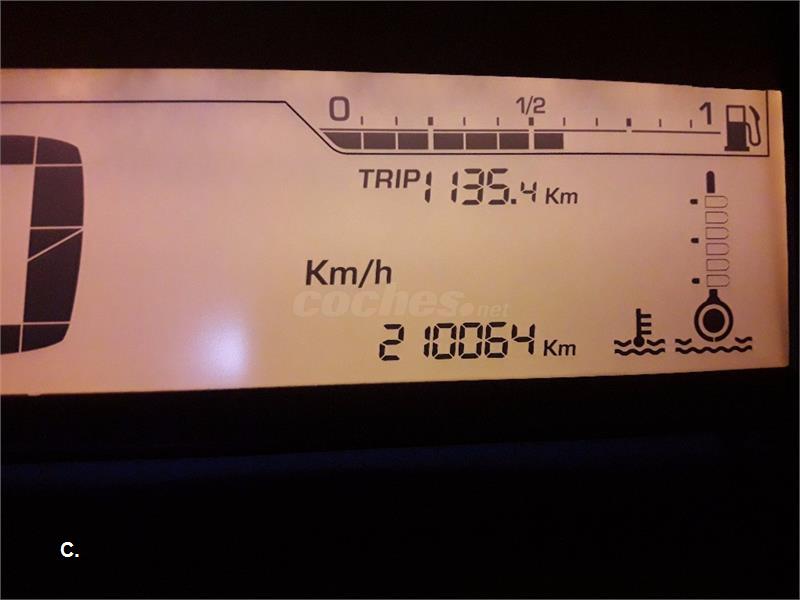 0 1/2 1
TRIP 1135.4 Km
Km/h
coches.net
210064 Km
C.